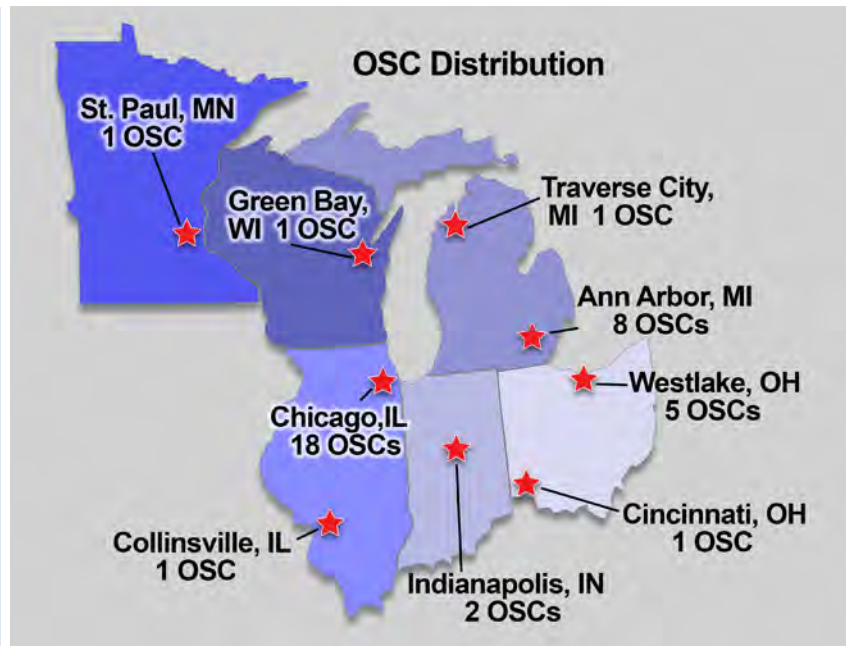 OSC Distribution
St. Paul, MN
1 OSC
Green Bay,
WI 1 OSC
Traverse City,
MI 1 OSC
Ann Arbor, MI
8 OSCs
Westlake, OH
5 OSCs
Chicago,IL
18 OSCs
Cincinnati, OH
1 OSC
Collinsville, IL
1 OSC
Indianapolis, IN
2 OSCs